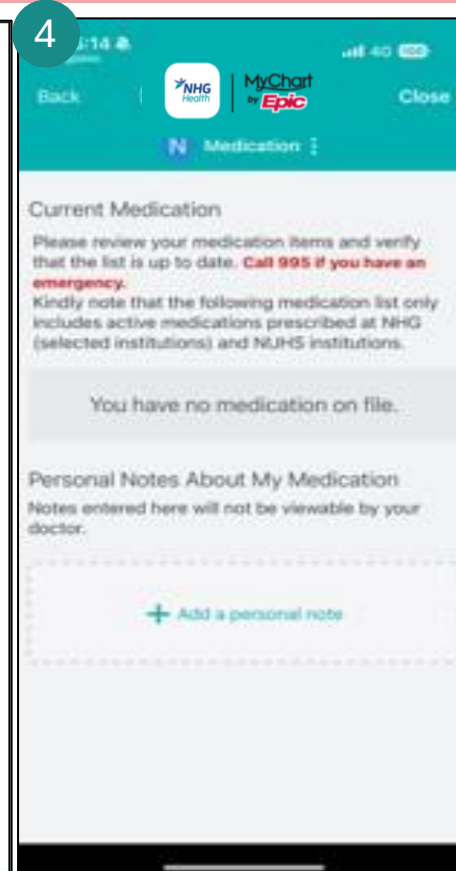 4
:14
4G
Back
NHG
Health
MyChart
by Epic
Close
N Medication
Current Medication
Please review your medication items and verify
that the list is up to date. Call 995 if you have an
emergency.
Kindly note that the following medication list only
includes active medications prescribed at NHG
(selected institutions) and NUHS institutions.
You have no medication on file.
Personal Notes About My Medication
Notes entered here will not be viewable by your
doctor.
+ Add a personal note